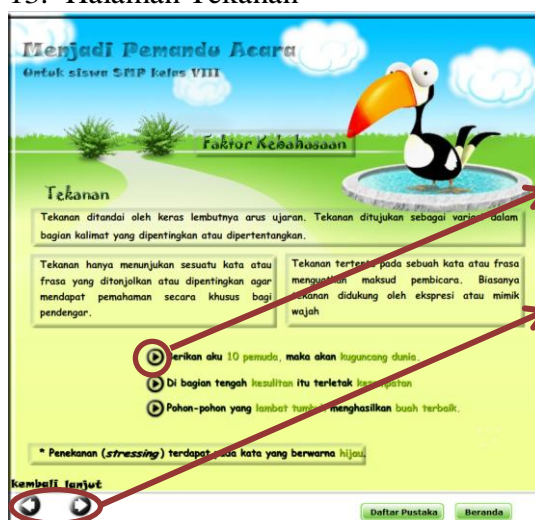 13. Halaman Tekanan
Menjadi Pemandu Acara
Untuk siswa SMP kelas VIII
Faktor Kebahasaan
Tekanan
Tekanan ditandai oleh keras lembutnya arus ujaran. Tekanan ditujukan sebagai variasi dalam
bagian kalimat yang dipentingkan atau dipertentangkan.
Tekanan hanya menunjukan sesuatu kata atau
frasa yang ditonjolkan atau dipentingkan agar
mendapat pemahaman secara khusus bagi
pendengar.
Tekanan tertentu pada sebuah kata atau frasa
menguatkan maksud pembicara. Biasanya
tekanan didukung oleh ekspresi atau mimik
wajah
Berikan aku 10 pemuda, maka akan kuguncang dunia.
Di bagian tengah kesulitan itu terletak kesempatan
Pohon-pohon yang lambat tumbuh menghasilkan buah terbaik.
* Penekanan (stressing) terdapat pada kata yang berwarna hijau.
kembali lanjut
Daftar Pustaka Beranda